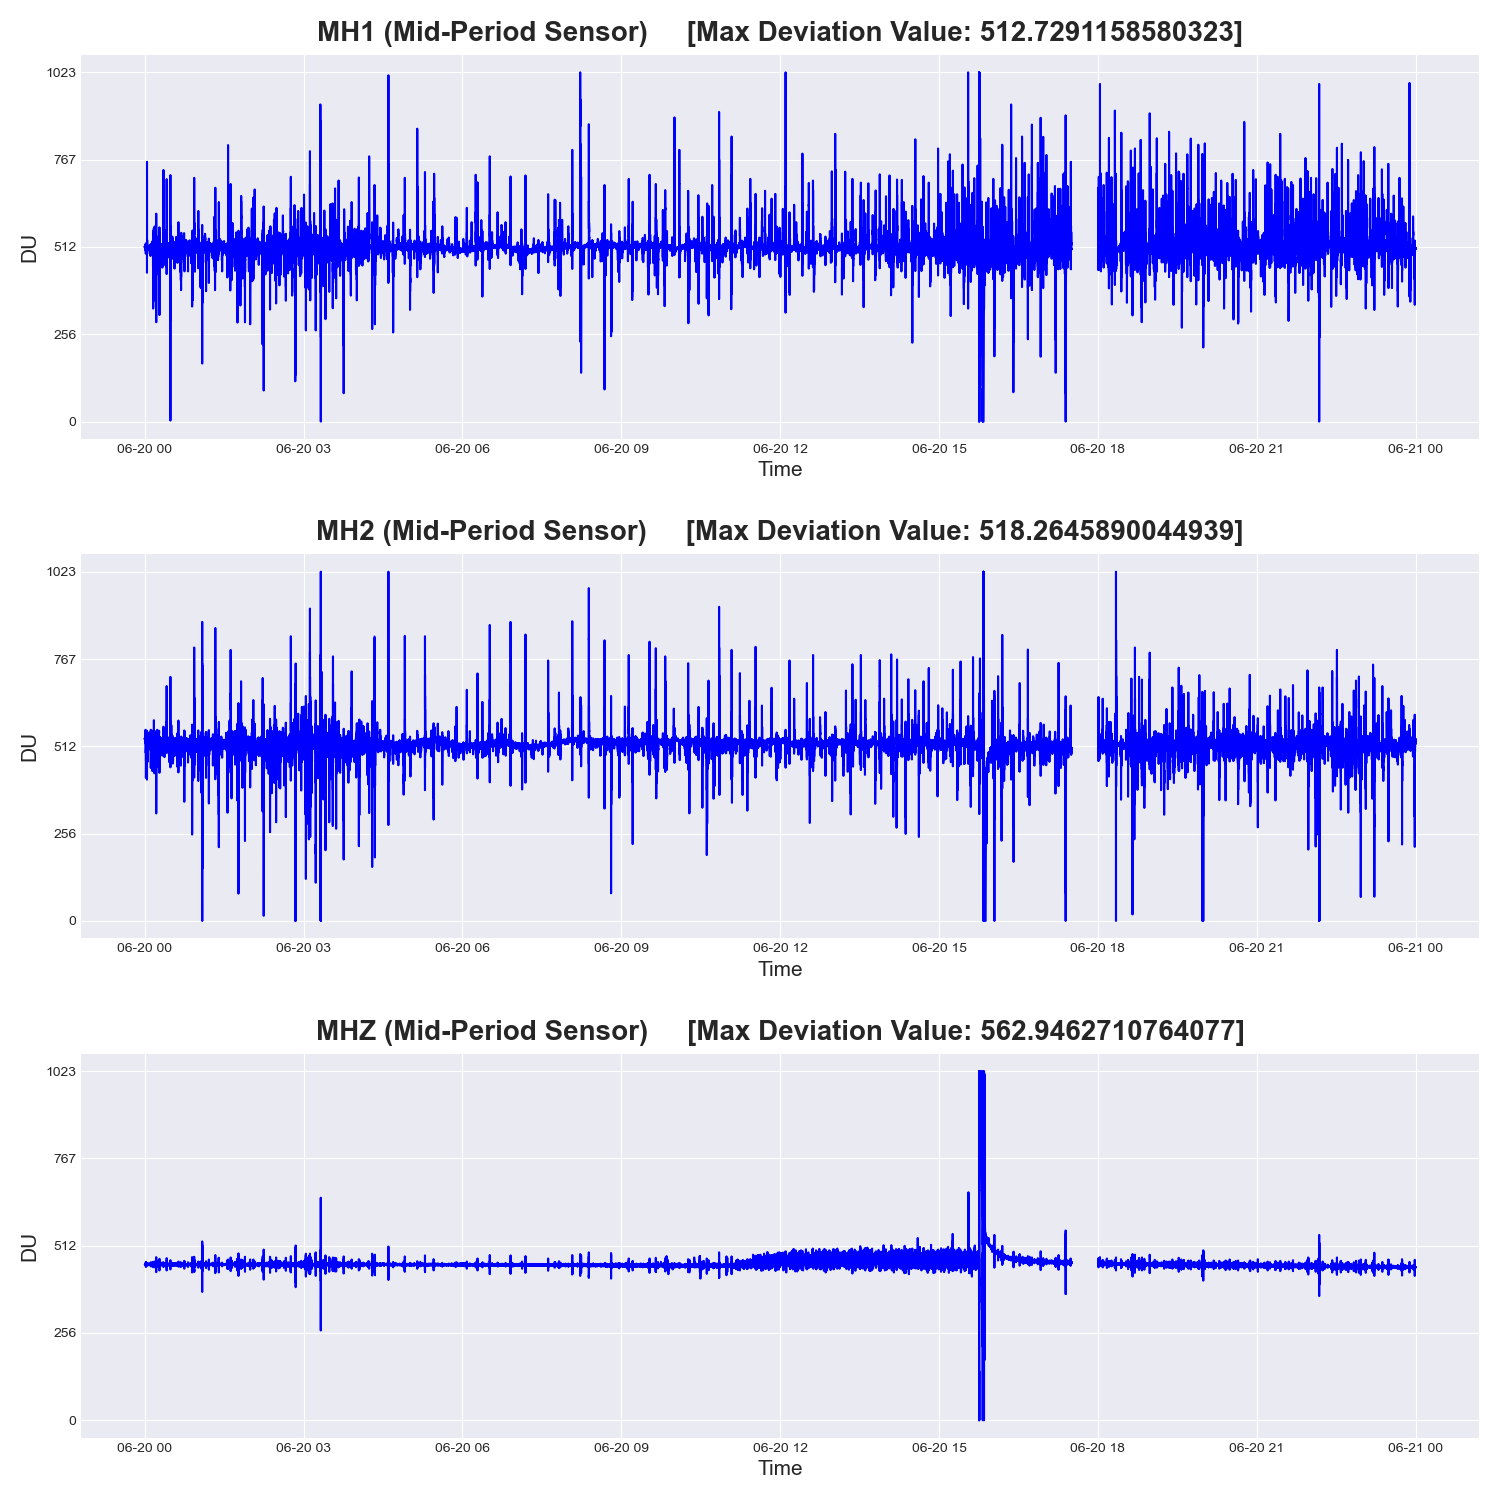 MH1 (Mid-Period Sensor) [Max Deviation Value: 512.7291158580323]
1023
767
512
256
0
DU
06-20 00 06-20 03 06-20 06 06-20 09 06-20 12 06-20 15 06-20 18 06-20 21 06-21 00
Time
MH2 (Mid-Period Sensor) [Max Deviation Value: 518.2645890044939]
1023
767
512
256
0
DU
06-20 00 06-20 03 06-20 06 06-20 09 06-20 12 06-20 15 06-20 18 06-20 21 06-21 00
Time
MHZ (Mid-Period Sensor) [Max Deviation Value: 562.9462710764077]
1023
767
512
256
0
DU
06-20 00 06-20 03 06-20 06 06-20 09 06-20 12 06-20 15 06-20 18 06-20 21 06-21 00
Time